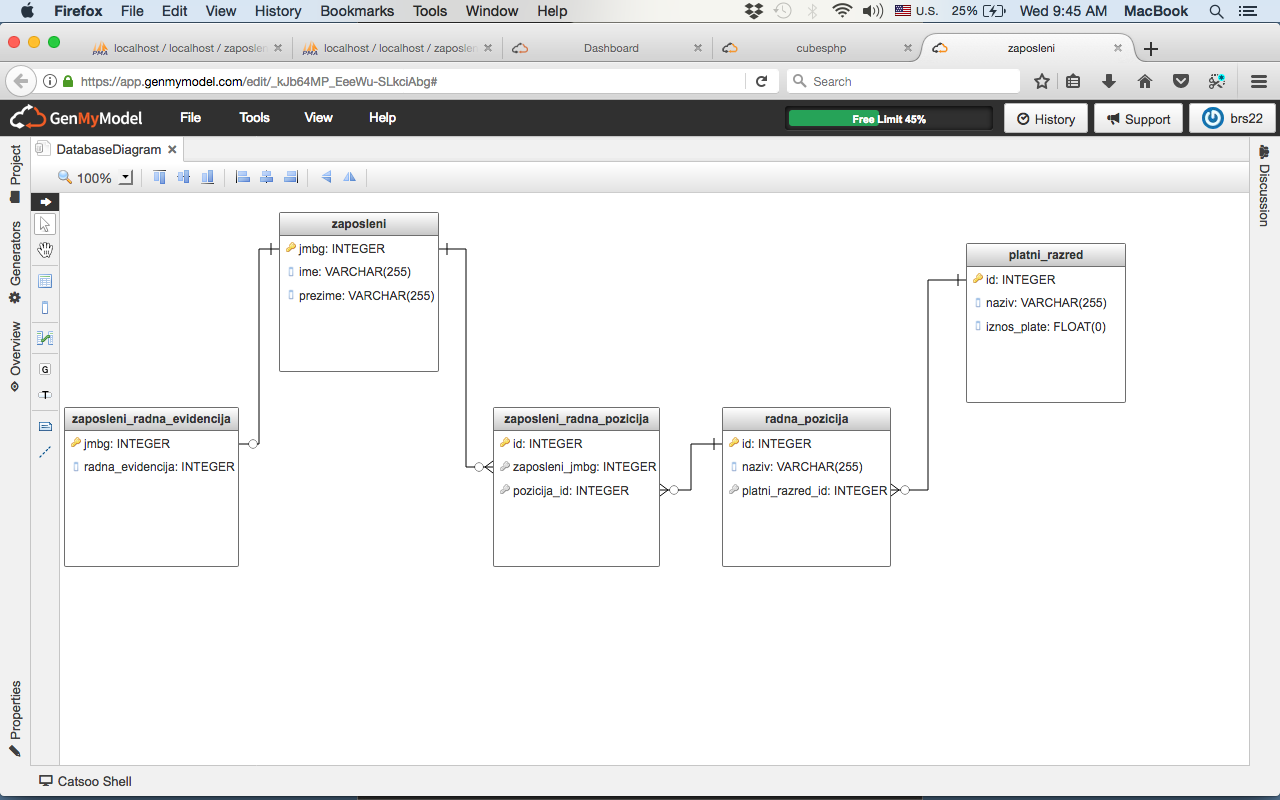 Firefox File Edit View History Bookmarks Tools Window Help U.S. 25% Wed 9:45 AM MacBook
localhost / localhost / zaposlen localhost / localhost / zaposlen Dashboard cubesphp zaposleni
https://app.genmymodel.com/edit/_kJb64MP_EeeWu-SLkciAbg# Search
GenMyModel File Tools View Help Free Limit 45% History Support brs22
DatabaseDiagram
100%
Project
Generators
Overview
Properties
Discussion
zaposleni
jmbg: INTEGER
ime: VARCHAR(255)
prezime: VARCHAR(255)
platni_razred
id: INTEGER
naziv: VARCHAR(255)
iznos_plate: FLOAT(0)
zaposleni_radna_evidencija
jmbg: INTEGER
radna_evidencija: INTEGER
zaposleni_radna_pozicija
id: INTEGER
zaposleni_jmbg: INTEGER
pozicija_id: INTEGER
radna_pozicija
id: INTEGER
naziv: VARCHAR(255)
platni_razred_id: INTEGER
Catsoo Shell